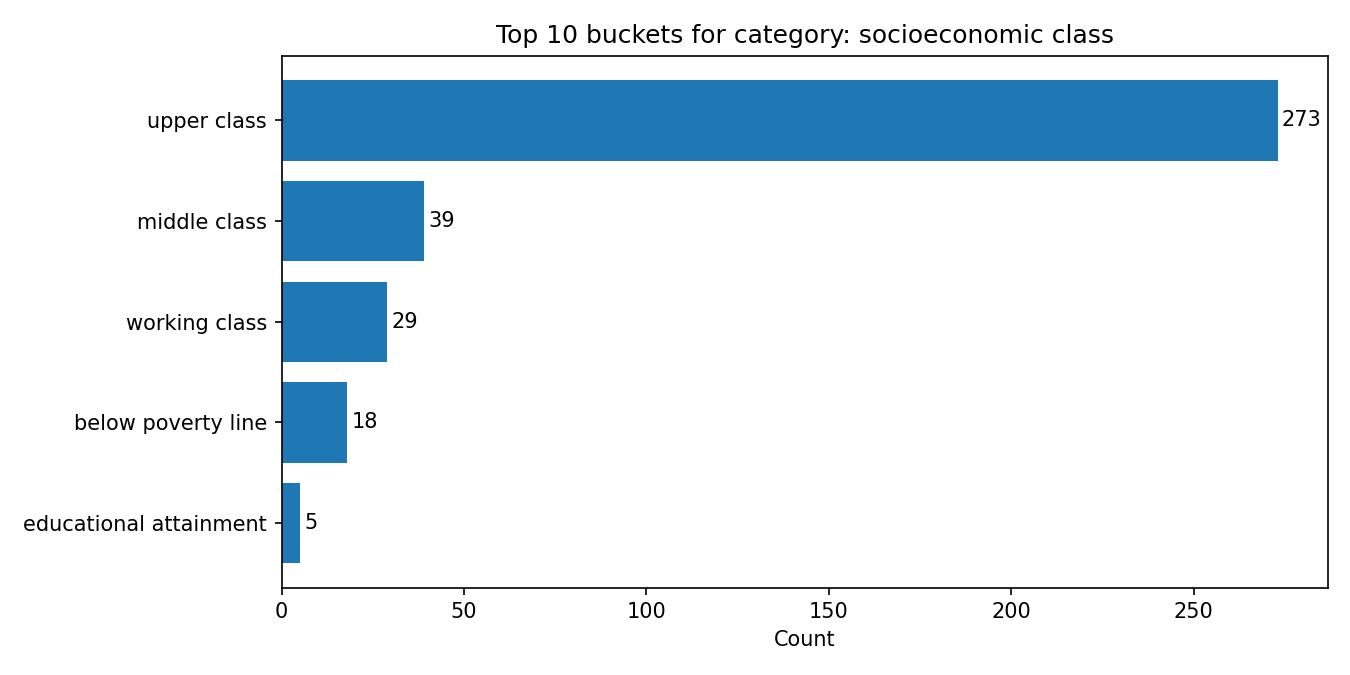 Top 10 buckets for category: socioeconomic class
upper class 273
middle class 39
working class 29
below poverty line 18
educational attainment 5
0 50 100 150 200 250
Count